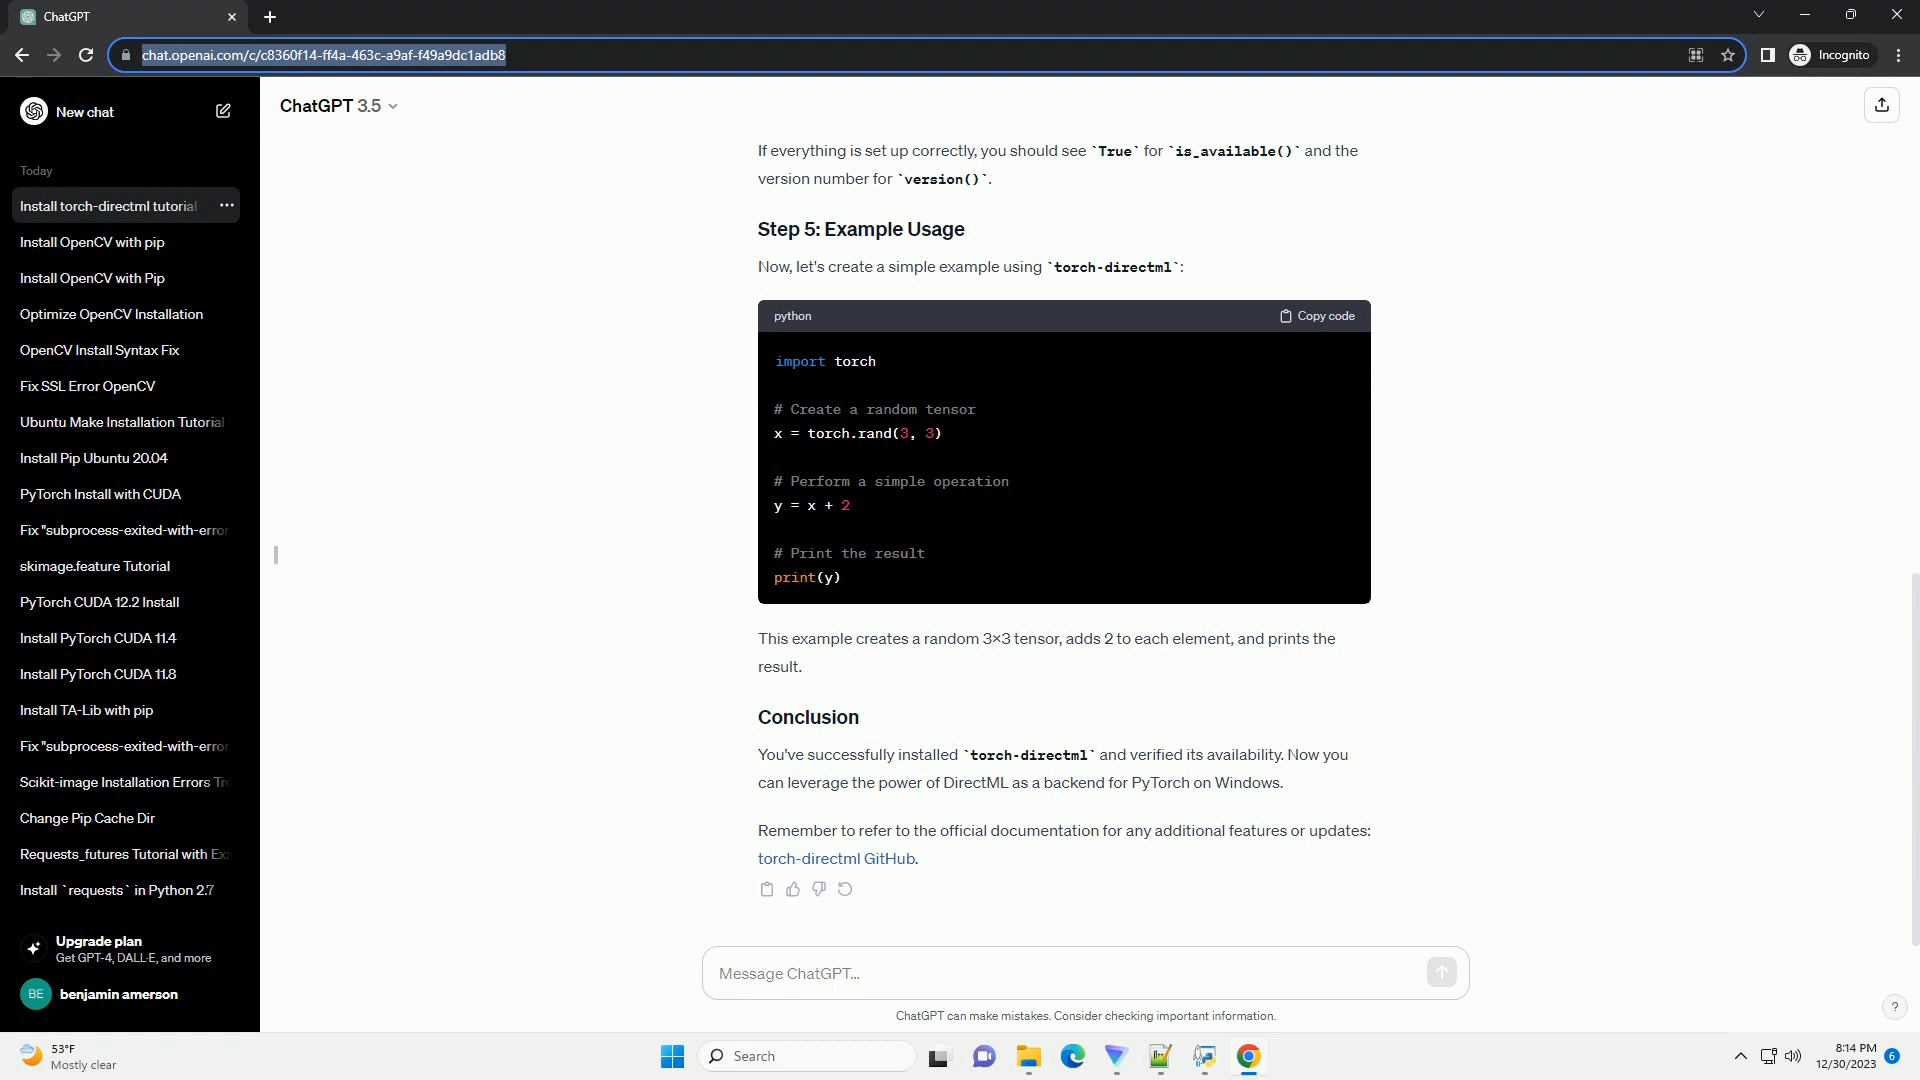 ChatGPT
chat.openai.com/c/c8360f14-ff4a-463c-a9af-f49a9dc1adb8
Incognito
New chat
Today
Install torch-directml tutorial
Install OpenCV with pip
Install OpenCV with Pip
Optimize OpenCV Installation
OpenCV Install Syntax Fix
Fix SSL Error OpenCV
Ubuntu Make Installation Tutorial
Install Pip Ubuntu 20.04
PyTorch Install with CUDA
Fix "subprocess-exited-with-error
skimage.feature Tutorial
PyTorch CUDA 12.2 Install
Install PyTorch CUDA 11.4
Install PyTorch CUDA 11.8
Install TA-Lib with pip
Fix "subprocess-exited-with-error
Scikit-image Installation Errors Tr
Change Pip Cache Dir
Requests_futures Tutorial with Ex
Install `requests` in Python 2.7
Upgrade plan
Get GPT-4, DALL·E, and more
BE
benjamin amerson
ChatGPT 3.5
If everything is set up correctly, you should see `True` for `is_available()` and the
version number for `version()`.
Step 5: Example Usage
Now, let's create a simple example using `torch-directml`:
python
Copy code
import torch
# Create a random tensor
x = torch.rand(3, 3)
# Perform a simple operation
y = x + 2
# Print the result
print(y)
This example creates a random 3×3 tensor, adds 2 to each element, and prints the
result.
Conclusion
You've successfully installed `torch-directml` and verified its availability. Now you
can leverage the power of DirectML as a backend for PyTorch on Windows.
Remember to refer to the official documentation for any additional features or updates:
torch-directml GitHub.
Message ChatGPT...
ChatGPT can make mistakes. Consider checking important information.
?
53°F
Mostly clear
Search
8:14 PM
12/30/2023
6